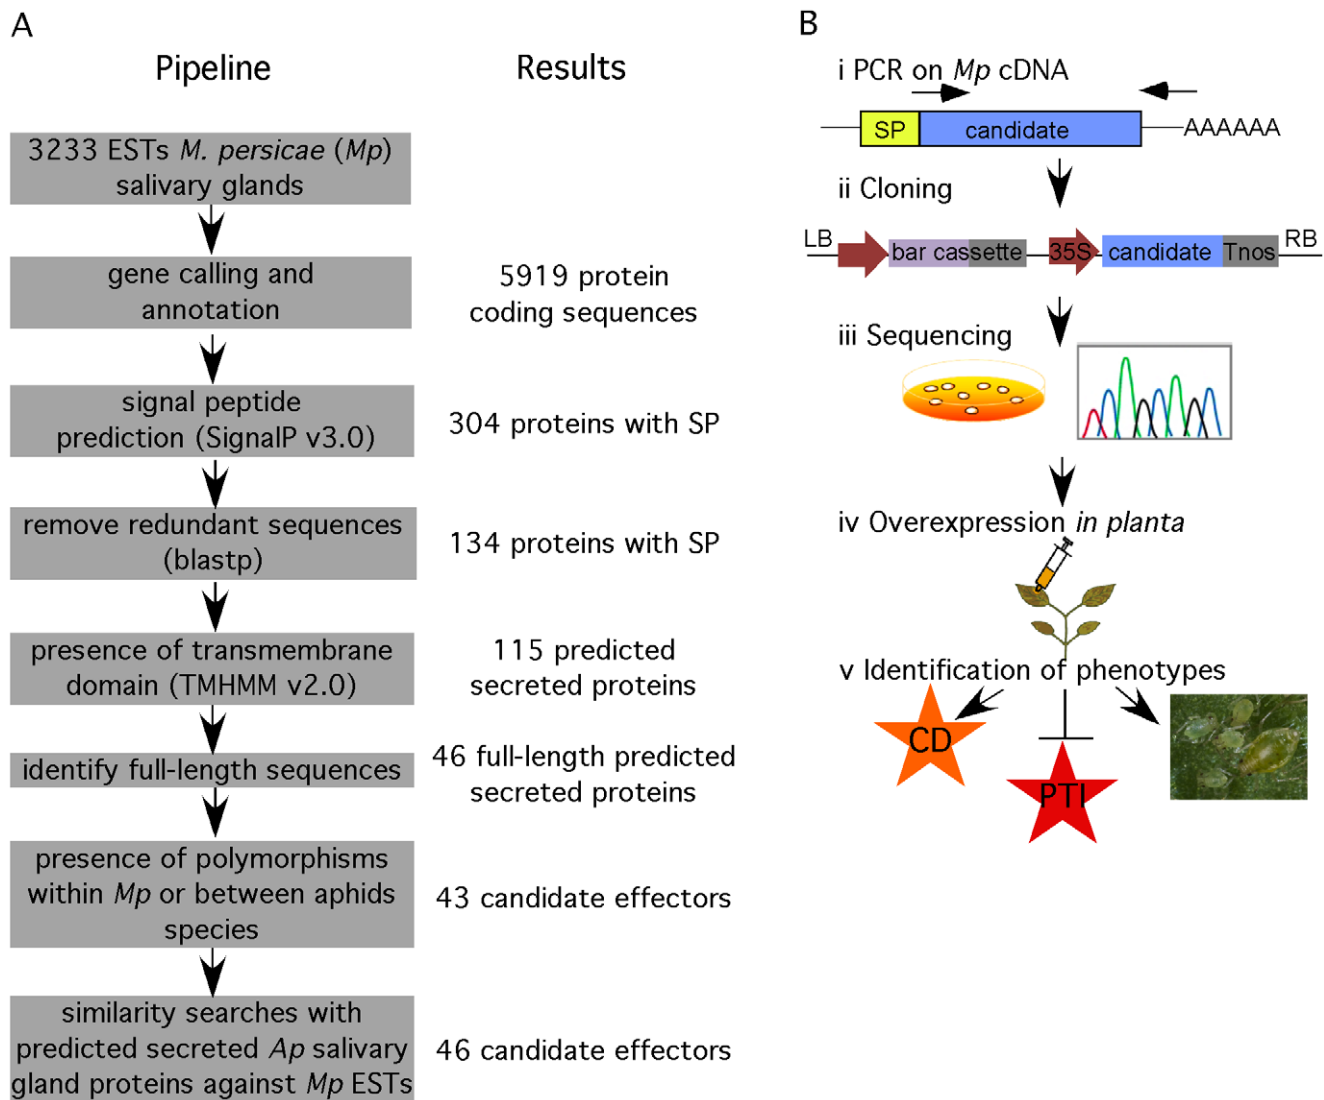 A
Pipeline
Results
3233 ESTs M. persicae (Mp)
salivary glands
gene calling and
annotation
5919 protein
coding sequences
signal peptide
prediction (SignalP v3.0)
304 proteins with SP
remove redundant sequences
(blastp)
134 proteins with SP
presence of transmembrane
domain (TMHMM v2.0)
115 predicted
secreted proteins
identify full-length sequences
46 full-length predicted
secreted proteins
presence of polymorphisms
within Mp or between aphids
species
43 candidate effectors
similarity searches with
predicted secreted Ap salivary
gland proteins against Mp ESTs
46 candidate effectors
B
i PCR on Mp cDNA
SP
candidate
AAAAAA
ii Cloning
LB
bar cassette
35S
candidate
Tnos
RB
iii Sequencing
iv Overexpression in planta
v Identification of phenotypes
CD
PTI